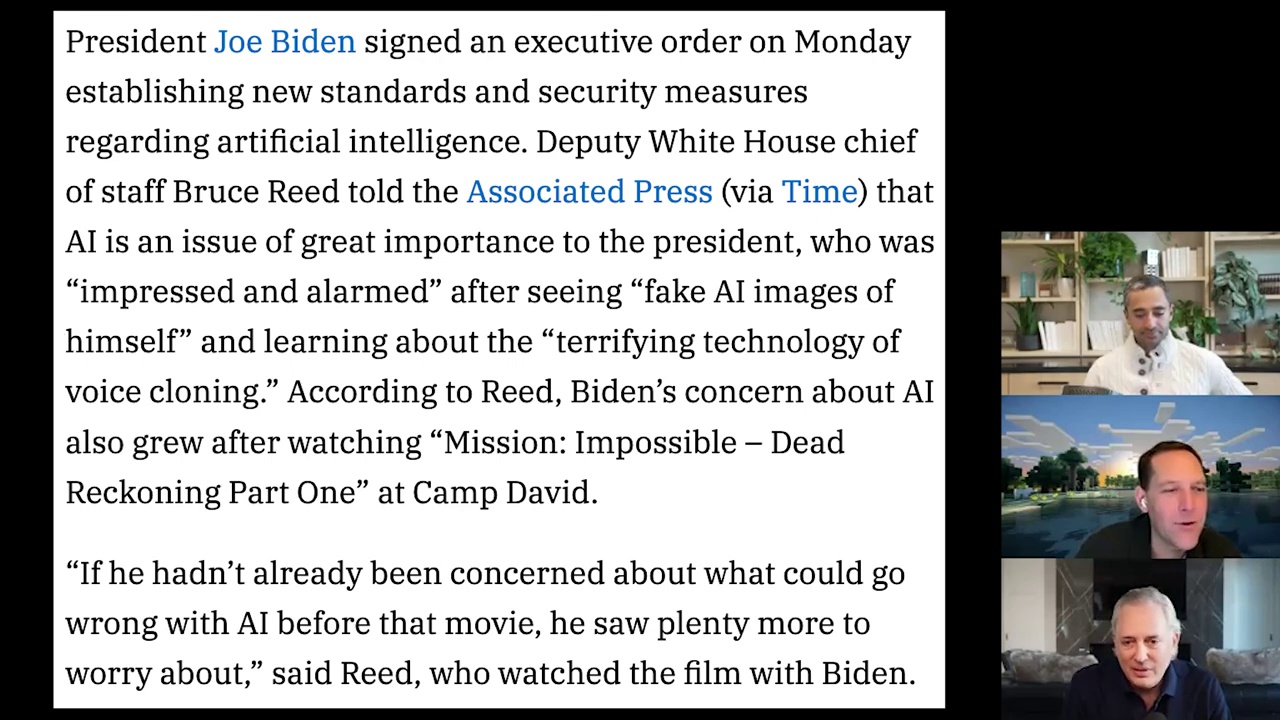 President Joe Biden signed an executive order on Monday
establishing new standards and security measures
regarding artificial intelligence. Deputy White House chief
of staff Bruce Reed told the Associated Press (via Time) that
AI is an issue of great importance to the president, who was
“impressed and alarmed” after seeing “fake AI images of
himself” and learning about the “terrifying technology of
voice cloning.” According to Reed, Biden’s concern about AI
also grew after watching “Mission: Impossible – Dead
Reckoning Part One” at Camp David.
“If he hadn’t already been concerned about what could go
wrong with AI before that movie, he saw plenty more to
worry about,” said Reed, who watched the film with Biden.